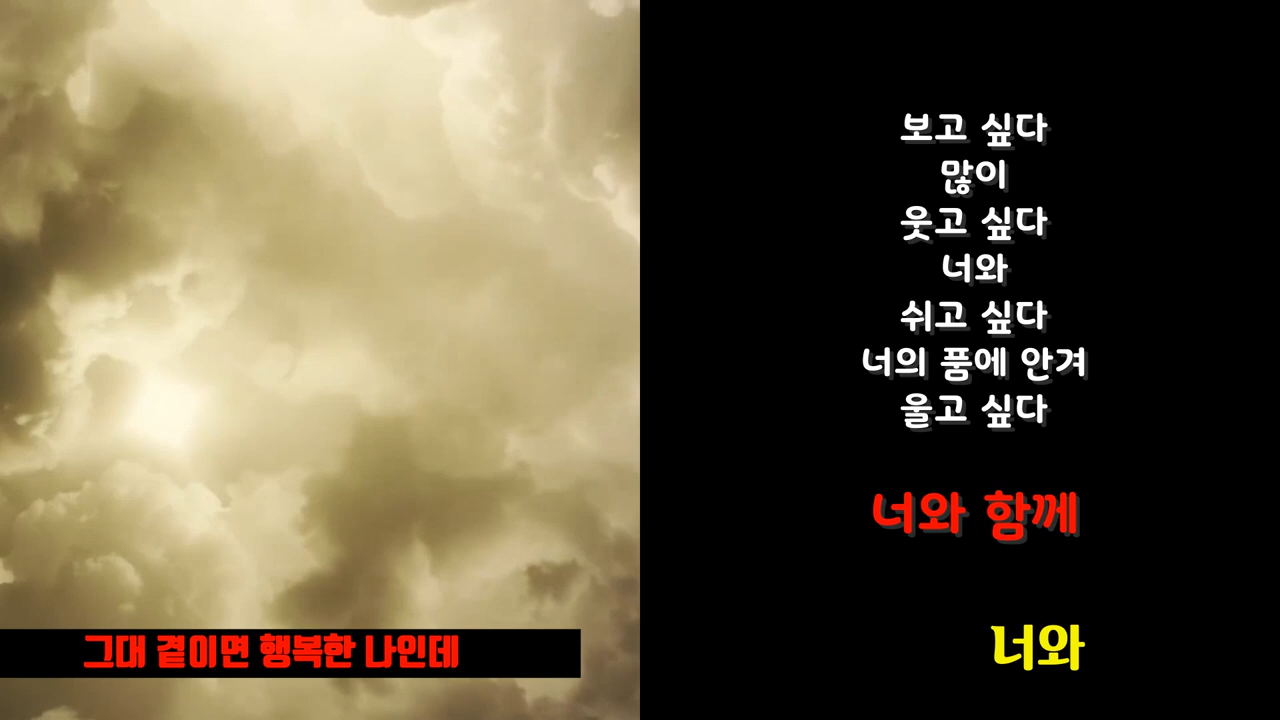 보고 싶다
많이
웃고 싶다
너와
쉬고 싶다
너의 품에 안겨
울고 싶다
너와 함께
너와
그대 곁이면 행복한 나인데